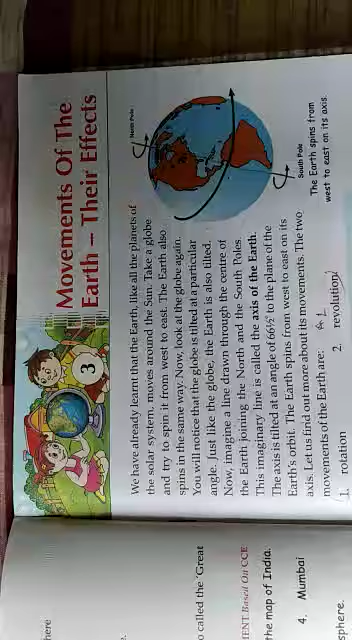 3
Movements Of The
Earth – Their Effects
We have already learnt that the Earth, like all the planets of
the solar system, moves around the Sun. Take a globe
and try to spin it from west to east. The Earth also
spins in the same way. Now, look at the globe again.
You will notice that the globe is tilted at a particular
angle. Just like the globe, the Earth is also tilted.
Now, imagine a line drawn through the centre of
the Earth joining the North and the South Poles.
This imaginary line is called the axis of the Earth.
The axis is tilted at an angle of 66½° to the plane of the
Earth's orbit. The Earth spins from west to east on its
axis. Let us find out more about its movements. The two
movements of the Earth are:
1. rotation 2. revolution
North Pole
South Pole
The Earth spins from
west to east on its axis
here
o called the 'Great
IENT Based On CCE
the map of India.
4. Mumbai
sphere.